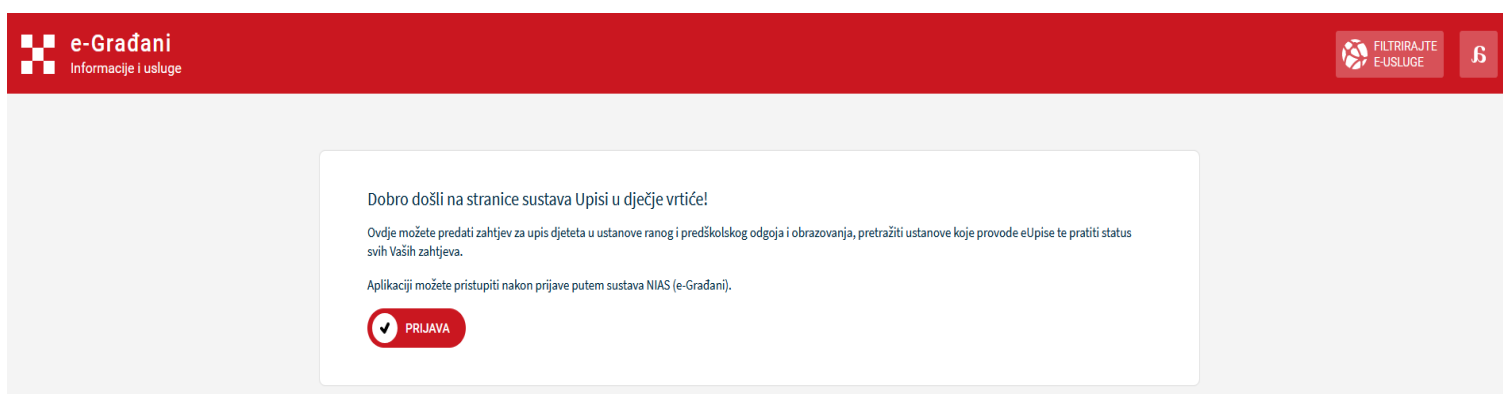 e-Građani
Informacije i usluge
FILTRIRAJTE
E-USLUGE
Dobro došli na stranice sustava Upisi u dječje vrtiće!
Ovdje možete predati zahtjev za upis djeteta u ustanove ranog i predškolskog odgoja i obrazovanja, pretražiti ustanove koje provode eUpise te pratiti status
svih Vaših zahtjeva.
Aplikaciji možete pristupiti nakon prijave putem sustava NIAS (e-Građani).
PRIJAVA